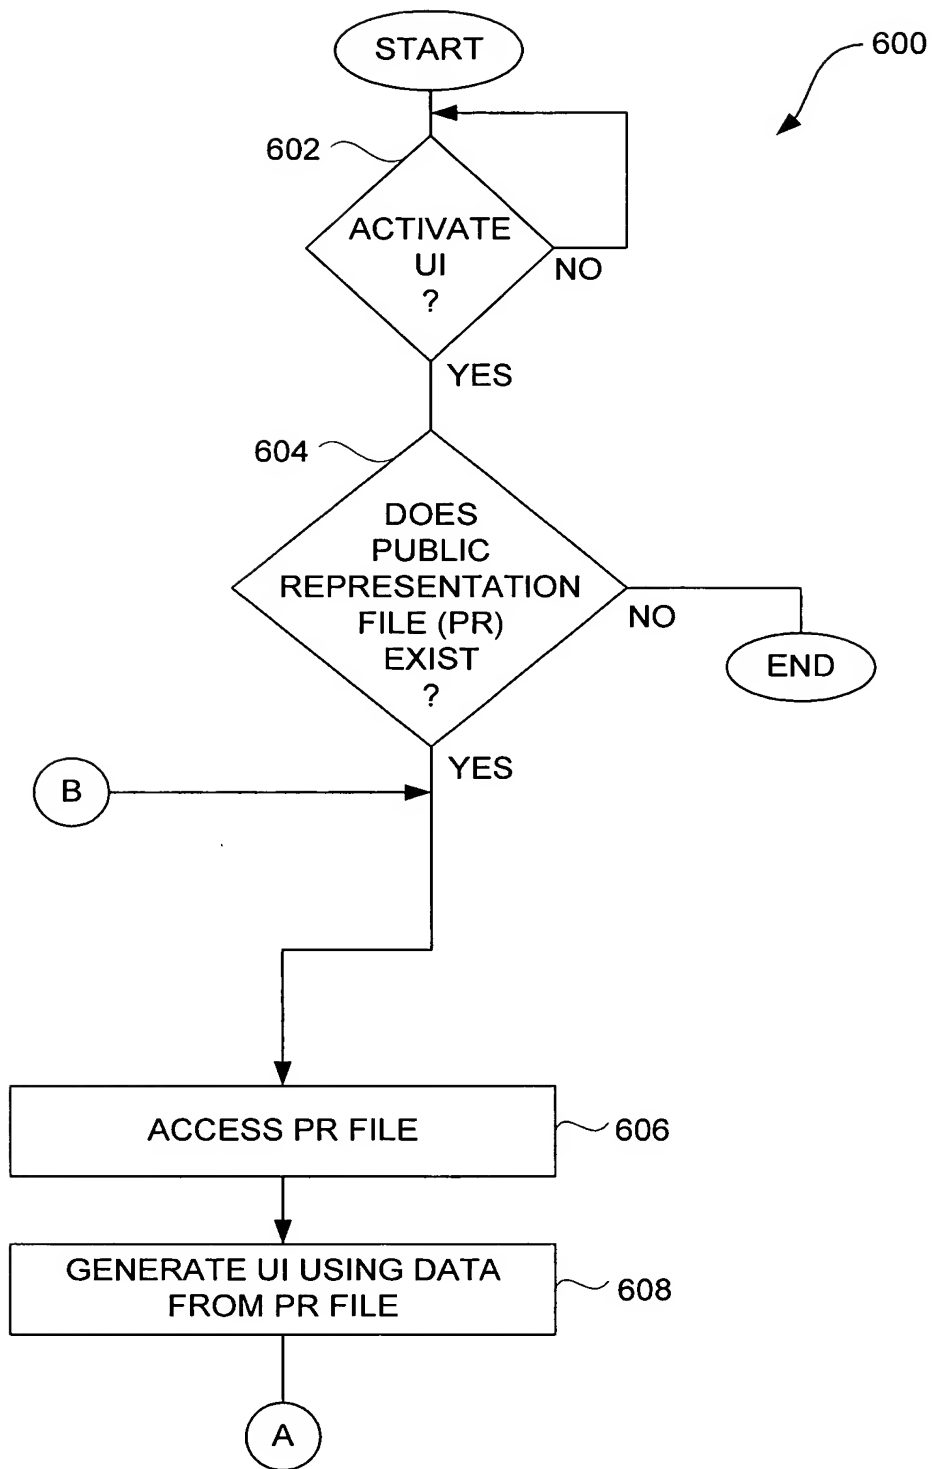 START
600
602
ACTIVATE
UI
?
NO
YES
604
DOES
PUBLIC
REPRESENTATION
FILE (PR)
EXIST
?
NO
END
YES
B
ACCESS PR FILE
606
GENERATE UI USING DATA
FROM PR FILE
608
A